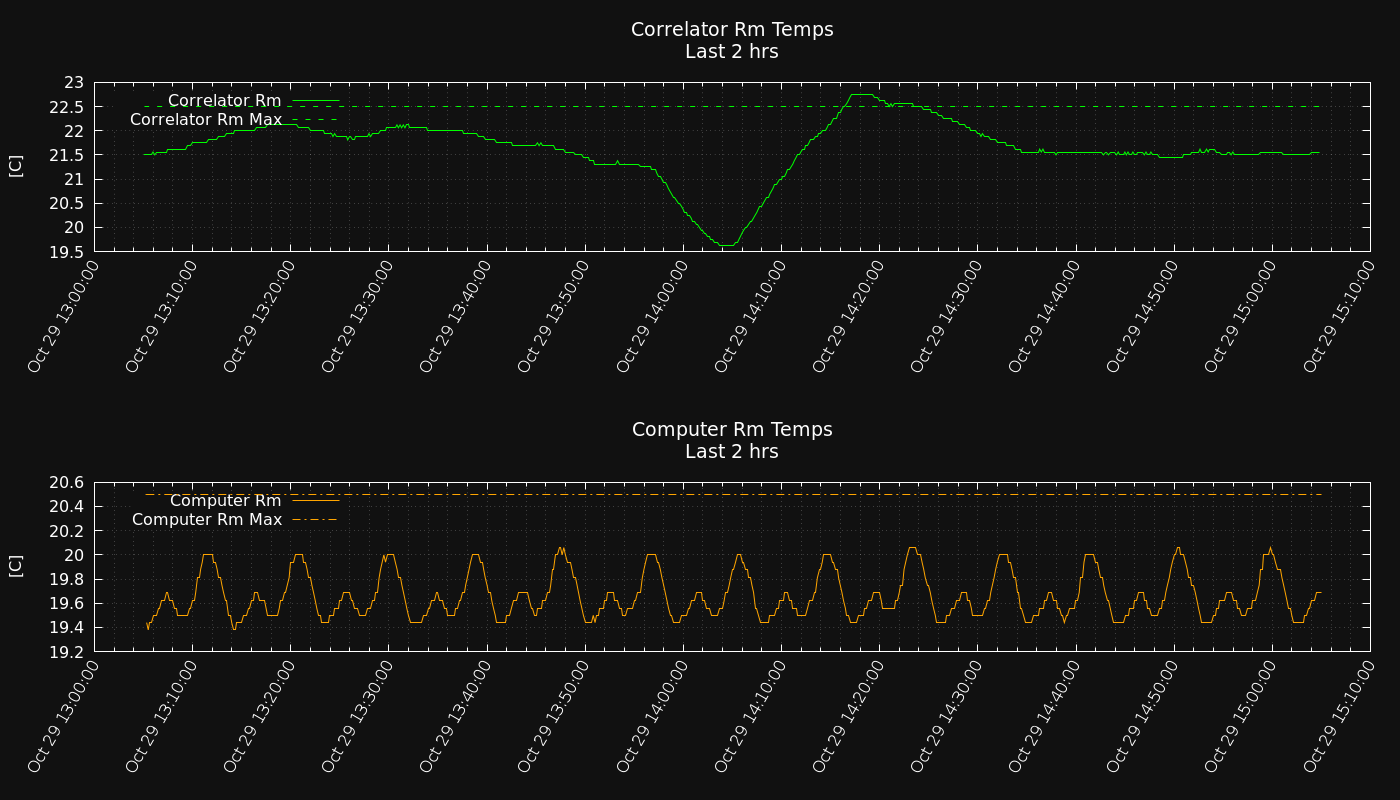 Correlator Rm Temps
Last 2 hrs
23
22.5
22
21.5
21
20.5
20
19.5
[C]
Correlator Rm
Correlator Rm Max
Oct 29 13:00:00
Oct 29 13:10:00
Oct 29 13:20:00
Oct 29 13:30:00
Oct 29 13:40:00
Oct 29 13:50:00
Oct 29 14:00:00
Oct 29 14:10:00
Oct 29 14:20:00
Oct 29 14:30:00
Oct 29 14:40:00
Oct 29 14:50:00
Oct 29 15:00:00
Oct 29 15:10:00
Computer Rm Temps
Last 2 hrs
20.6
20.4
20.2
20
19.8
19.6
19.4
19.2
[C]
Computer Rm
Computer Rm Max
Oct 29 13:00:00
Oct 29 13:10:00
Oct 29 13:20:00
Oct 29 13:30:00
Oct 29 13:40:00
Oct 29 13:50:00
Oct 29 14:00:00
Oct 29 14:10:00
Oct 29 14:20:00
Oct 29 14:30:00
Oct 29 14:40:00
Oct 29 14:50:00
Oct 29 15:00:00
Oct 29 15:10:00